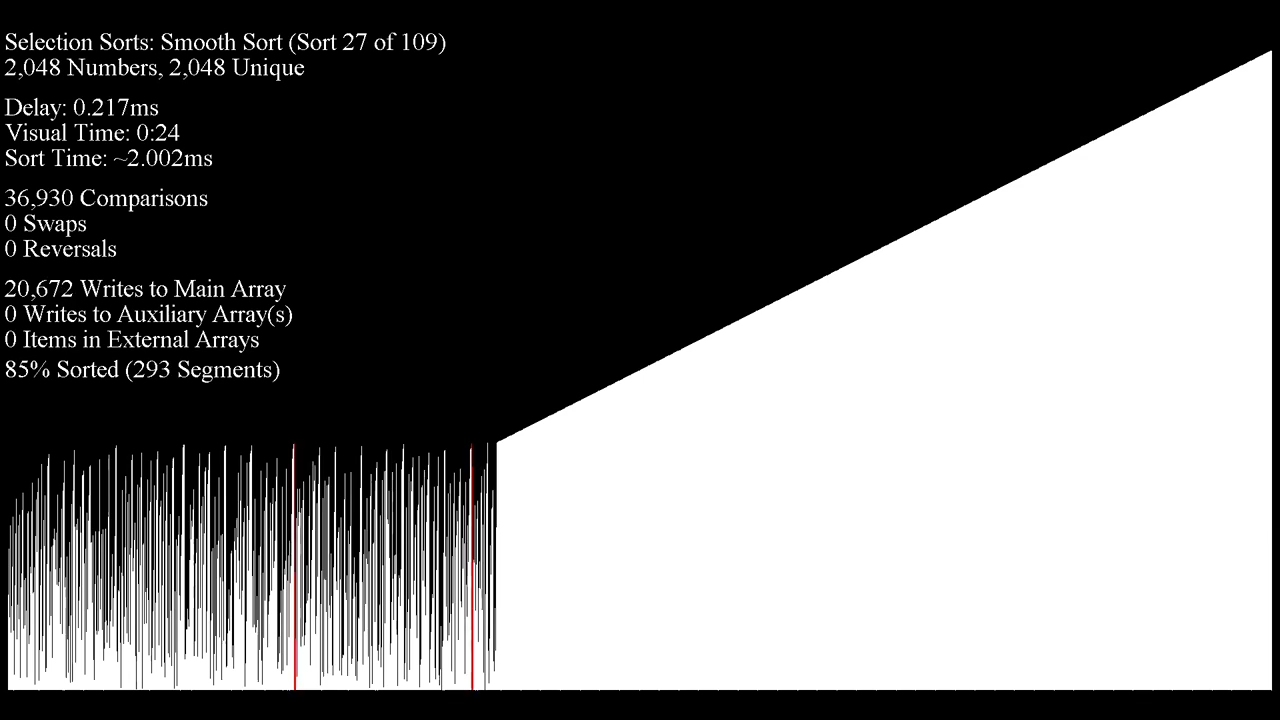 Selection Sorts: Smooth Sort (Sort 27 of 109)
2,048 Numbers, 2,048 Unique
Delay: 0.217ms
Visual Time: 0:24
Sort Time: ~2.002ms
36,930 Comparisons
0 Swaps
0 Reversals
20,672 Writes to Main Array
0 Writes to Auxiliary Array(s)
0 Items in External Arrays
85% Sorted (293 Segments)